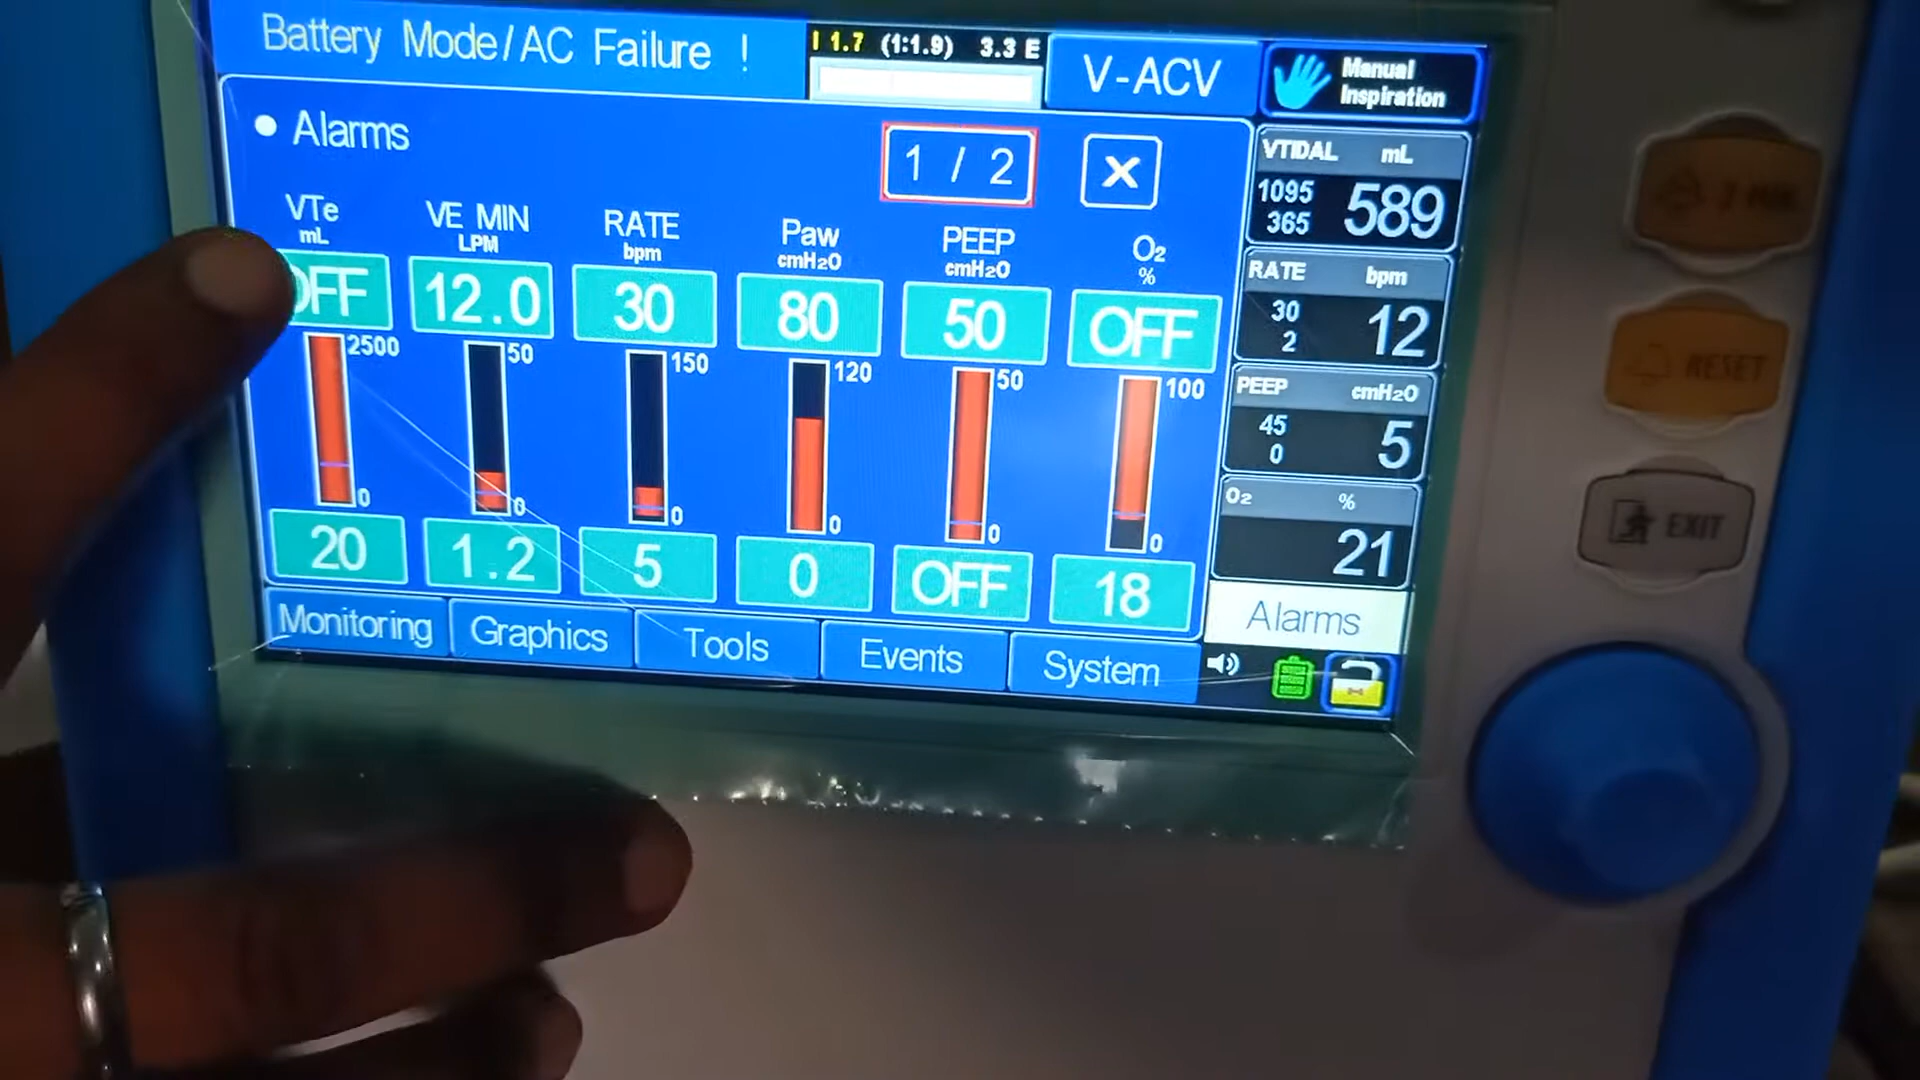 Battery Mode/AC Failure !
I 1.7 (1:1.9) 3.3 E
V-ACV
Manual
Inspiration
Alarms
1 / 2
X
VTe
mL
VE MIN
LPM
RATE
bpm
Paw
cmH2O
PEEP
cmH2O
O2
%
OFF
12.0
30
80
50
OFF
2500
50
150
120
50
100
0
0
0
0
0
0
20
1.2
5
0
OFF
18
VTIDAL mL
1095
365
589
RATE bpm
30
2
12
PEEP cmH2O
45
0
5
O2 %
21
Alarms
Monitoring
Graphics
Tools
Events
System
RESET
EXIT